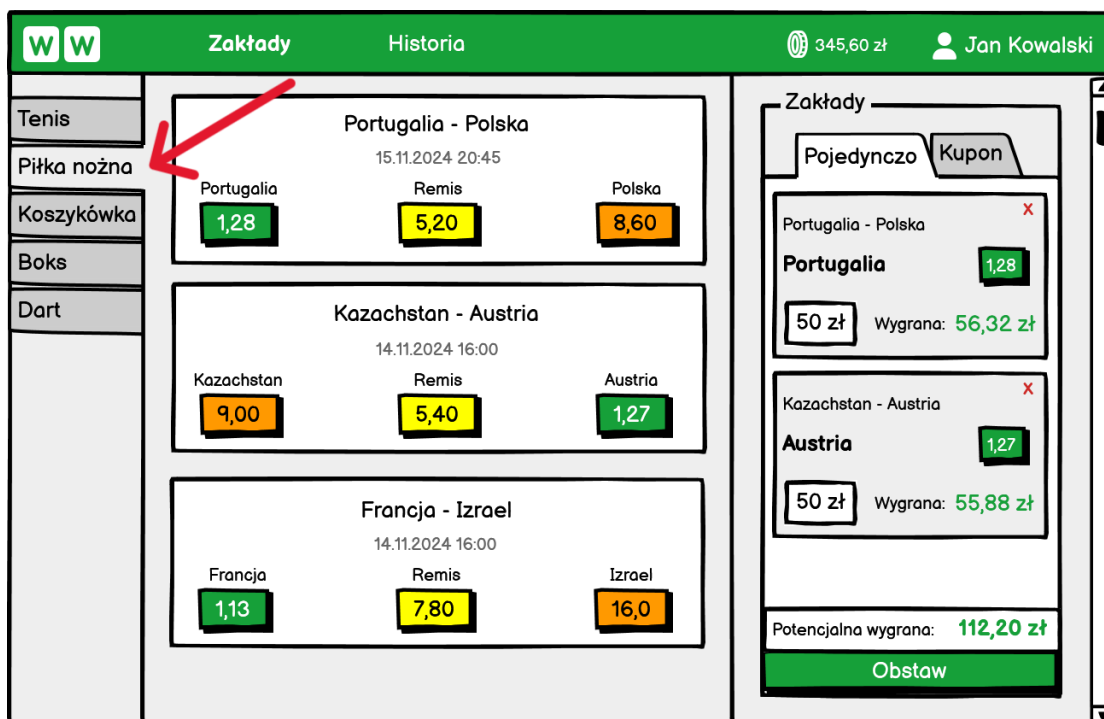 W W
Zakłady
Historia
345,60 zł
Jan Kowalski
Tenis
Piłka nożna
Koszykówka
Boks
Dart
Portugalia - Polska
15.11.2024 20:45
Portugalia Remis Polska
1,28 5,20 8,60
Kazachstan - Austria
14.11.2024 16:00
Kazachstan Remis Austria
9,00 5,40 1,27
Francja - Izrael
14.11.2024 16:00
Francja Remis Izrael
1,13 7,80 16,0
Zakłady
Pojedynczo Kupon
X
Portugalia - Polska
Portugalia 1,28
50 zł Wygrana: 56,32 zł
X
Kazachstan - Austria
Austria 1,27
50 zł Wygrana: 55,88 zł
Potencjalna wygrana: 112,20 zł
Obstaw